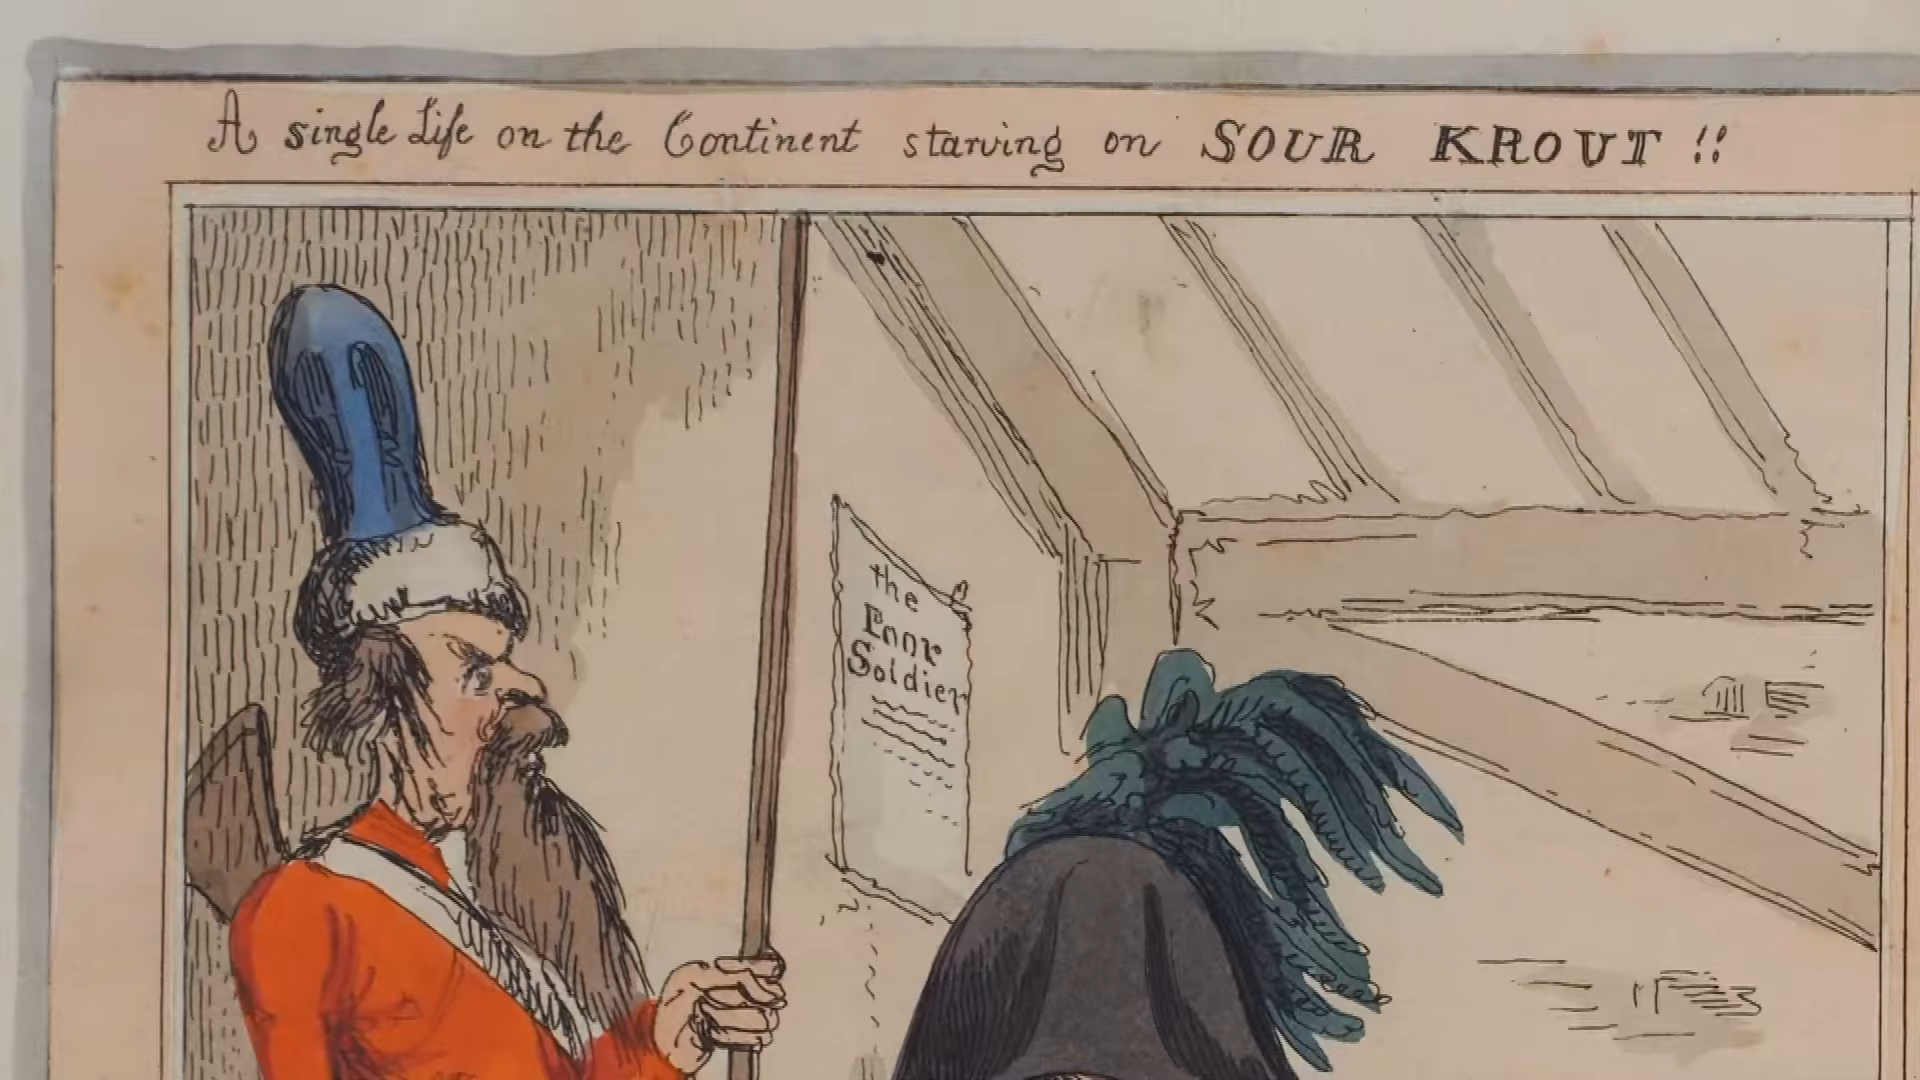 A single Life on the Continent starving on SOUR KROUT !!
the
Poor
Soldier